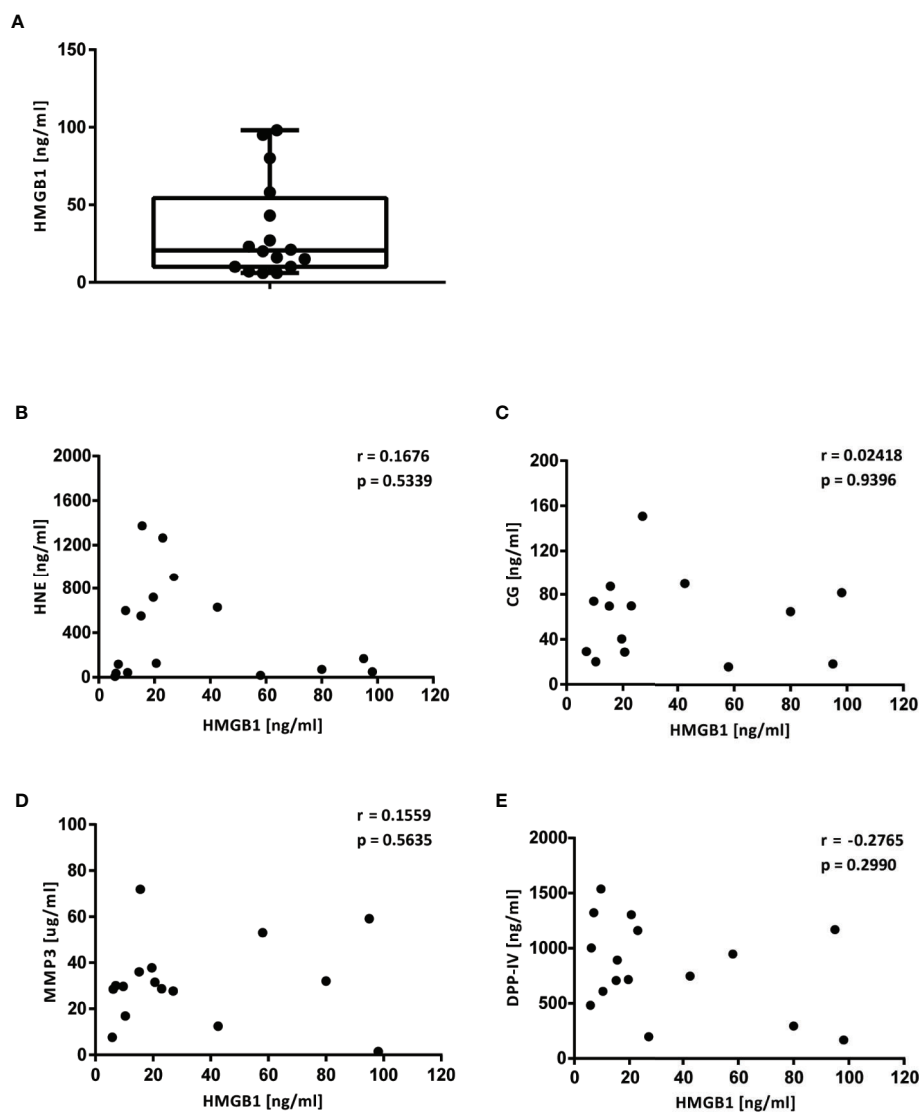 A
150
100
50
0
HMGB1 [ng/ml]
B
r = 0.1676
p = 0.5339
2000
1600
1200
800
400
0
HNE [ng/ml]
0 20 40 60 80 100 120
HMGB1 [ng/ml]
C
r = 0.02418
p = 0.9396
200
160
120
80
40
0
CG [ng/ml]
0 20 40 60 80 100 120
HMGB1 [ng/ml]
D
r = 0.1559
p = 0.5635
100
80
60
40
20
0
MMP3 [ug/ml]
0 20 40 60 80 100 120
HMGB1 [ng/ml]
E
r = -0.2765
p = 0.2990
2000
1500
1000
500
0
DPP-IV [ng/ml]
0 20 40 60 80 100 120
HMGB1 [ng/ml]